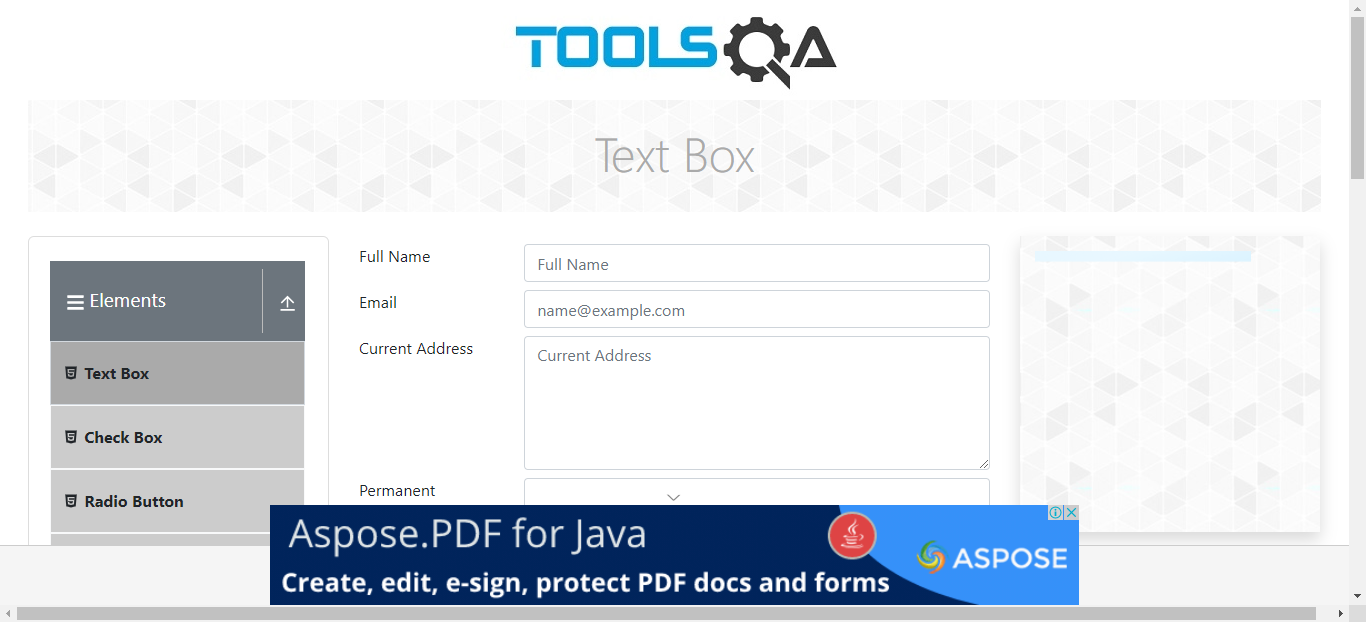 TOOLSQA
Text Box
Elements
Text Box
Check Box
Radio Button
Full Name
Full Name
Email
name@example.com
Current Address
Current Address
Permanent
Aspose.PDF for Java
Create, edit, e-sign, protect PDF docs and forms
ASPOSE